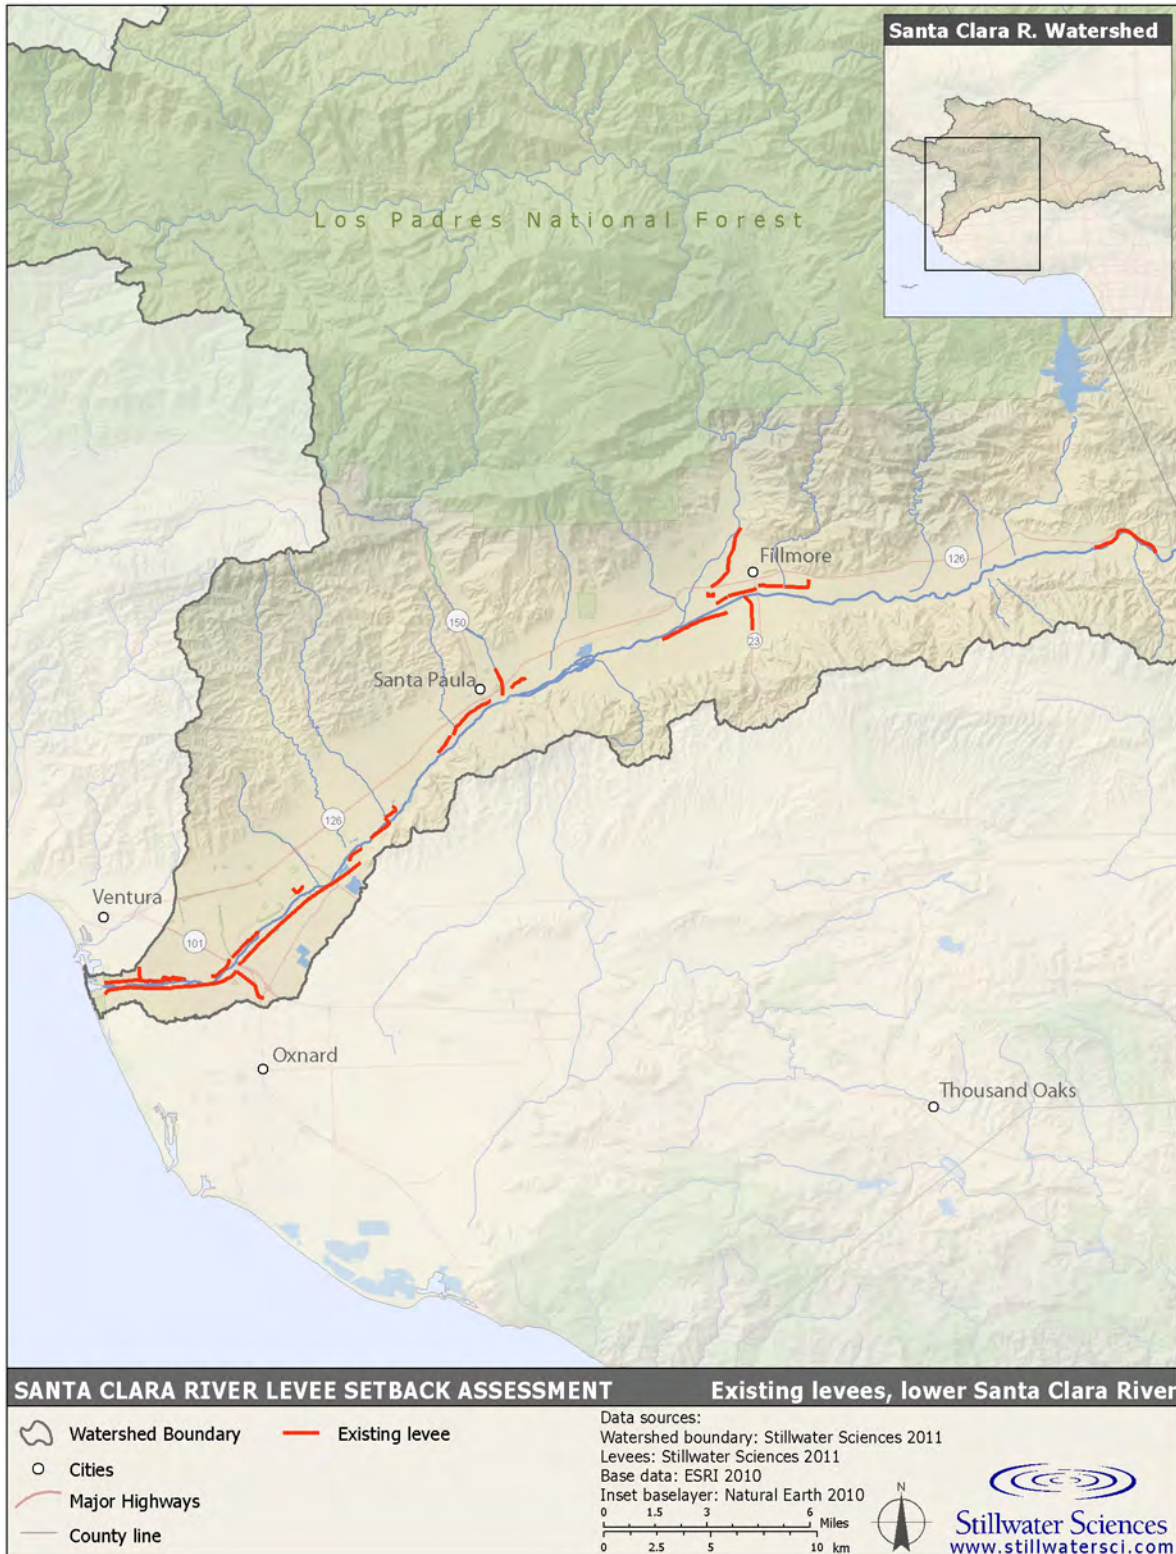 Santa Clara R. Watershed
Los Padres National Forest
Fillmore
126
150
23
Santa Paula
126
Ventura
101
Oxnard
Thousand Oaks
SANTA CLARA RIVER LEVEE SETBACK ASSESSMENT
Existing levees, lower Santa Clara River
Watershed Boundary
Existing levee
Cities
Major Highways
County line
Data sources:
Watershed boundary: Stillwater Sciences 2011
Levees: Stillwater Sciences 2011
Base data: ESRI 2010
Inset baselayer: Natural Earth 2010
0 1.5 3 6 Miles
0 2.5 5 10 km
N
Stillwater Sciences
www.stillwatersci.com